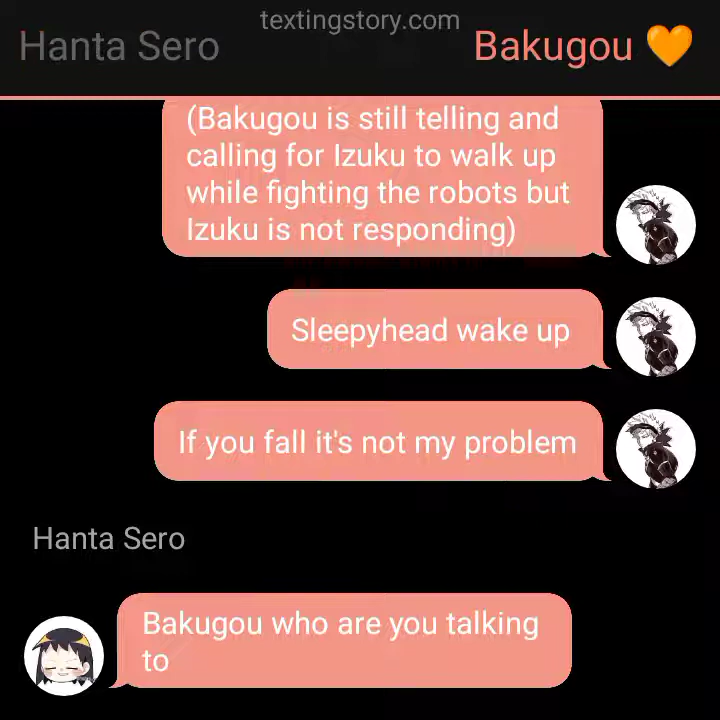 textingstory.com
Hanta Sero
Bakugou 🧡
(Bakugou is still telling and
calling for Izuku to walk up
while fighting the robots but
Izuku is not responding)
Sleepyhead wake up
If you fall it's not my problem
Hanta Sero
Bakugou who are you talking
to